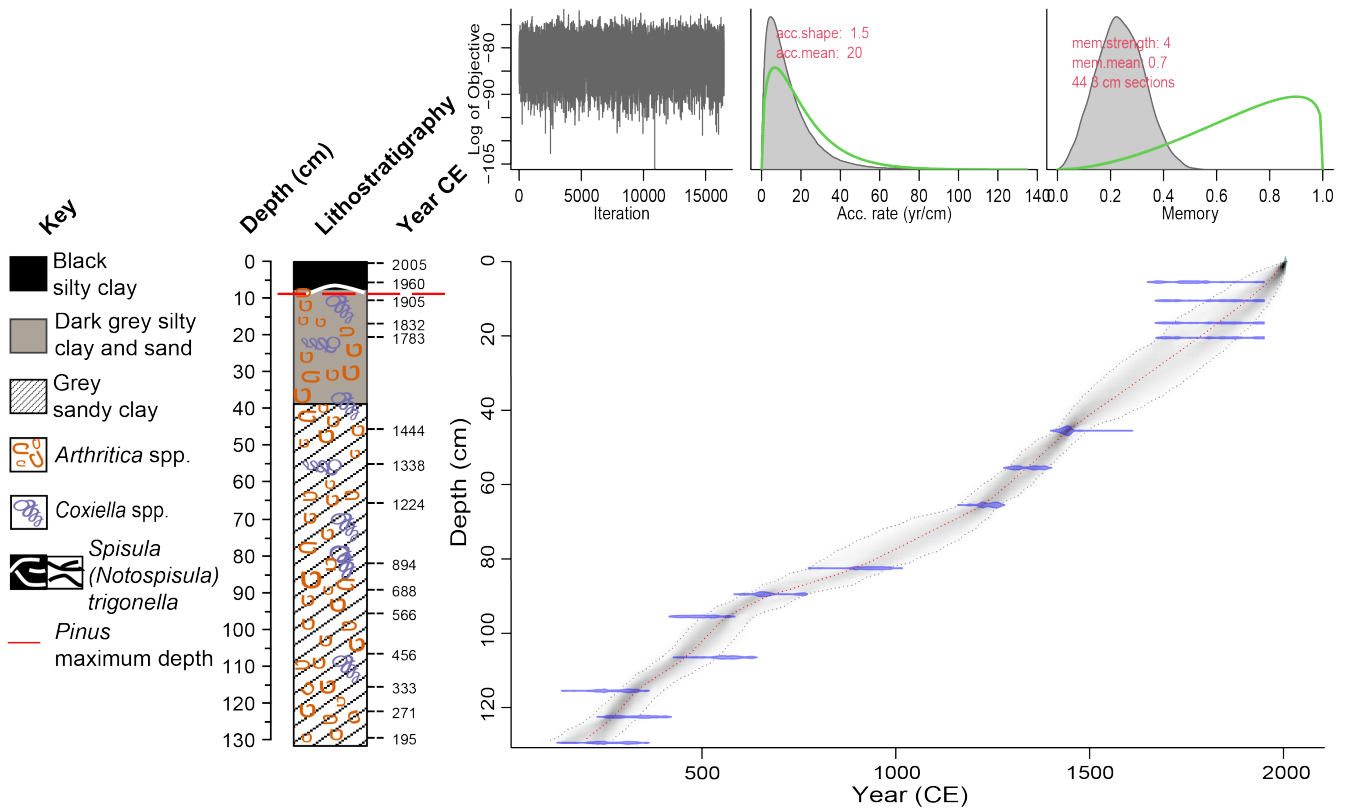 Key
Black
silty clay
Dark grey silty
clay and sand
Grey
sandy clay
Arthritica spp.
Coxiella spp.
Spisula
(Notospisula)
trigonella
Pinus
maximum depth
Depth (cm)
Lithostratigraphy
Year CE
0
10
20
30
40
50
60
70
80
90
100
110
120
130
2005
1960
1905
1832
1783
1444
1338
1224
894
688
566
456
333
271
195
Log of Objective
−80
−90
−105
0
5000
10000
15000
Iteration
acc.shape: 1.5
acc.mean: 20
0
20
40
60
80
100
120
140
Acc. rate (yr/cm)
mem.strength: 4
mem.mean: 0.7
44 3 cm sections
0.0
0.2
0.4
0.6
0.8
1.0
Memory
Depth (cm)
0
20
40
60
80
100
120
500
1000
1500
2000
Year (CE)